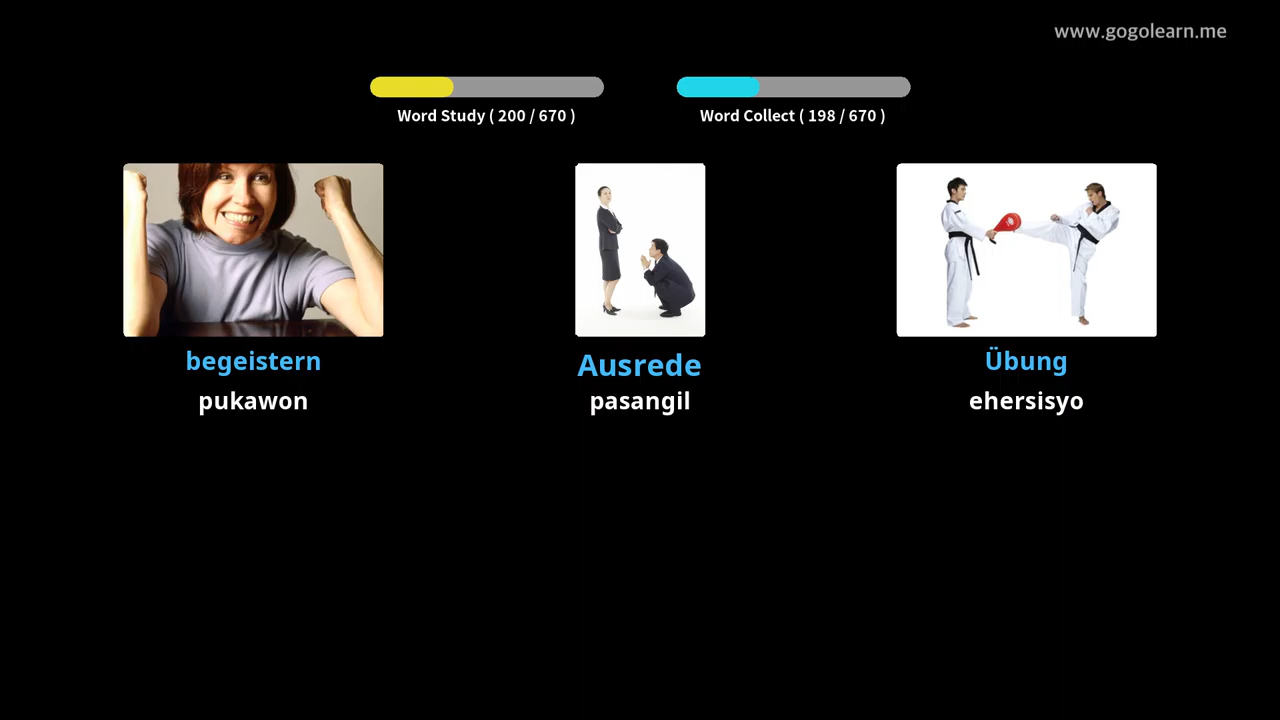 www.gogolearn.me
Word Study ( 200 / 670 )
Word Collect ( 198 / 670 )
begeistern
pukawon
Ausrede
pasangil
Übung
ehersisyo